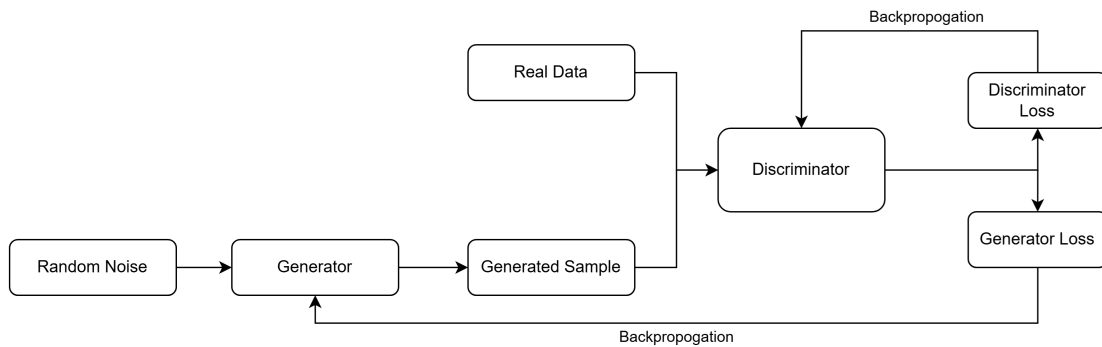 Backpropogation
Real Data
Discriminator
Loss
Discriminator
Generator Loss
Random Noise
Generator
Generated Sample
Backpropogation